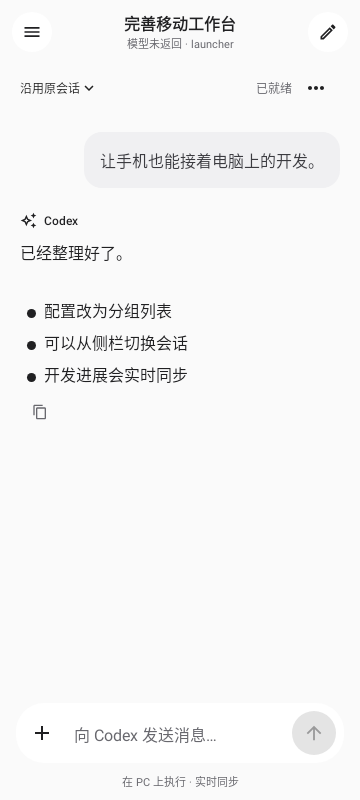 完善移动工作台
模型未返回 · launcher
沿用原会话
已就绪
让手机也能接着电脑上的开发。
Codex
已经整理好了。
配置改为分组列表
可以从侧栏切换会话
开发进展会实时同步
向 Codex 发送消息...
在 PC 上执行 · 实时同步